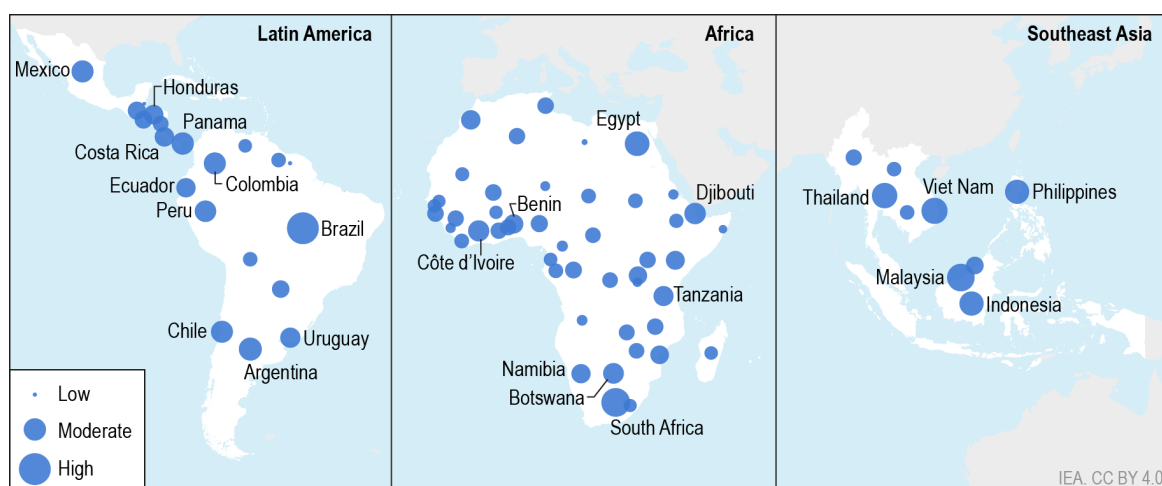 Latin America
Mexico
Honduras
Panama
Costa Rica
Ecuador
Colombia
Peru
Brazil
Chile
Uruguay
Argentina
Low
Moderate
High
Africa
Egypt
Djibouti
Benin
Côte d'Ivoire
Tanzania
Namibia
Botswana
South Africa
Southeast Asia
Thailand
Viet Nam
Philippines
Malaysia
Indonesia
IEA. CC BY 4.0